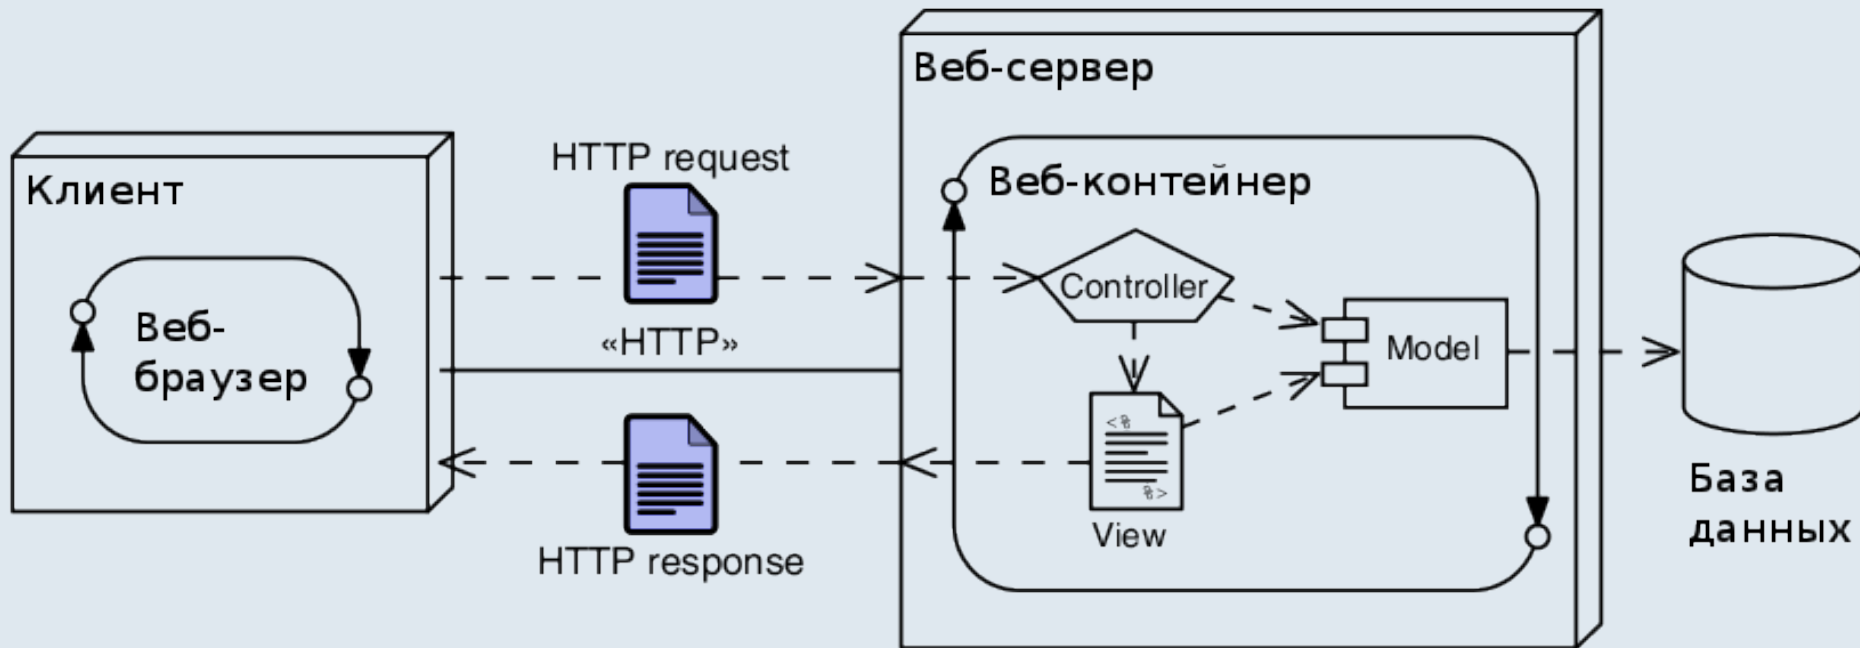 Веб-сервер
HTTP request
Клиент
Веб-контейнер
Controller
Веб-
браузер
«HTTP»
Model
<%
%>
View
HTTP response
База
данных